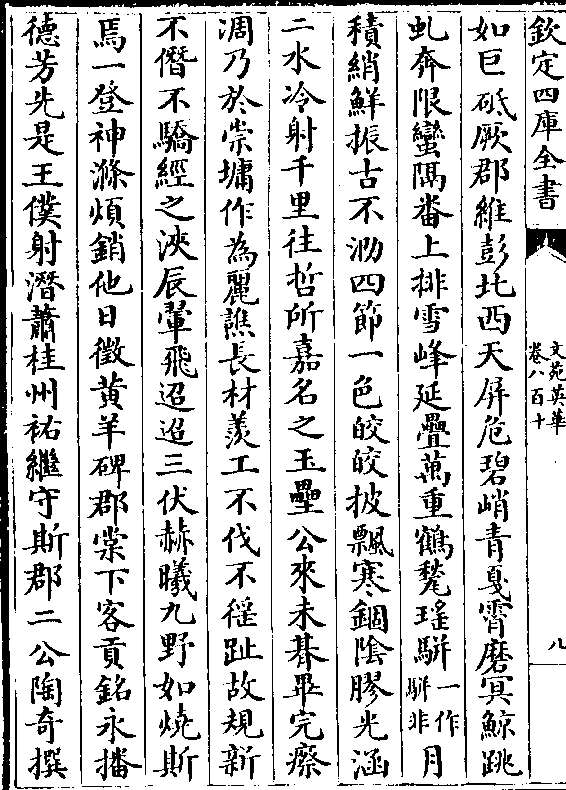 欽定四庫全書
文苑英華
卷八百十
八
如巨砥厥郡維彭北西天屏危碧峭青戛霄磨冥鯨跳
虬奔限蠻隅番上排雪峰延疊萬重鶴氅瑶駢一作駢非月
積綃鮮振古不泐四節一色皎皎披飄寒錮陰膠光涵
二水冷射千里往哲所嘉名之玉壘公來未朞畢完瘵
凋乃於崇墉作為麗譙長材羨工不伐不徭趾故規新
不僭不驕經之浹辰翬飛迢迢三伏赫曦九野如燒斯
焉一登神滌煩銷他日徵黄羊碑郡棠下客貢銘永播
德芳先是王僕射潛蕭桂州祐繼守斯郡二公陶奇撰